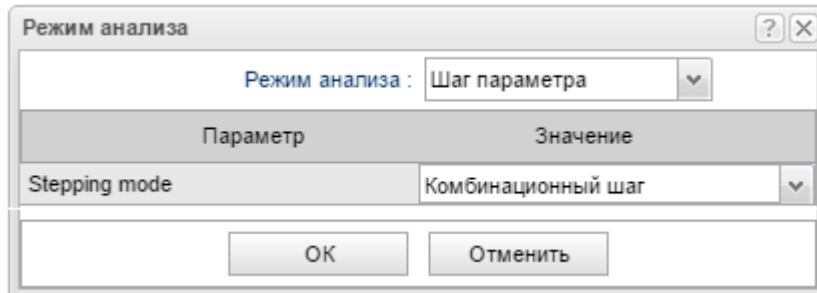 Режим анализа
Режим анализа : Шаг параметра
Параметр Значение
Stepping mode Комбинационный шаг
ОК Отменить